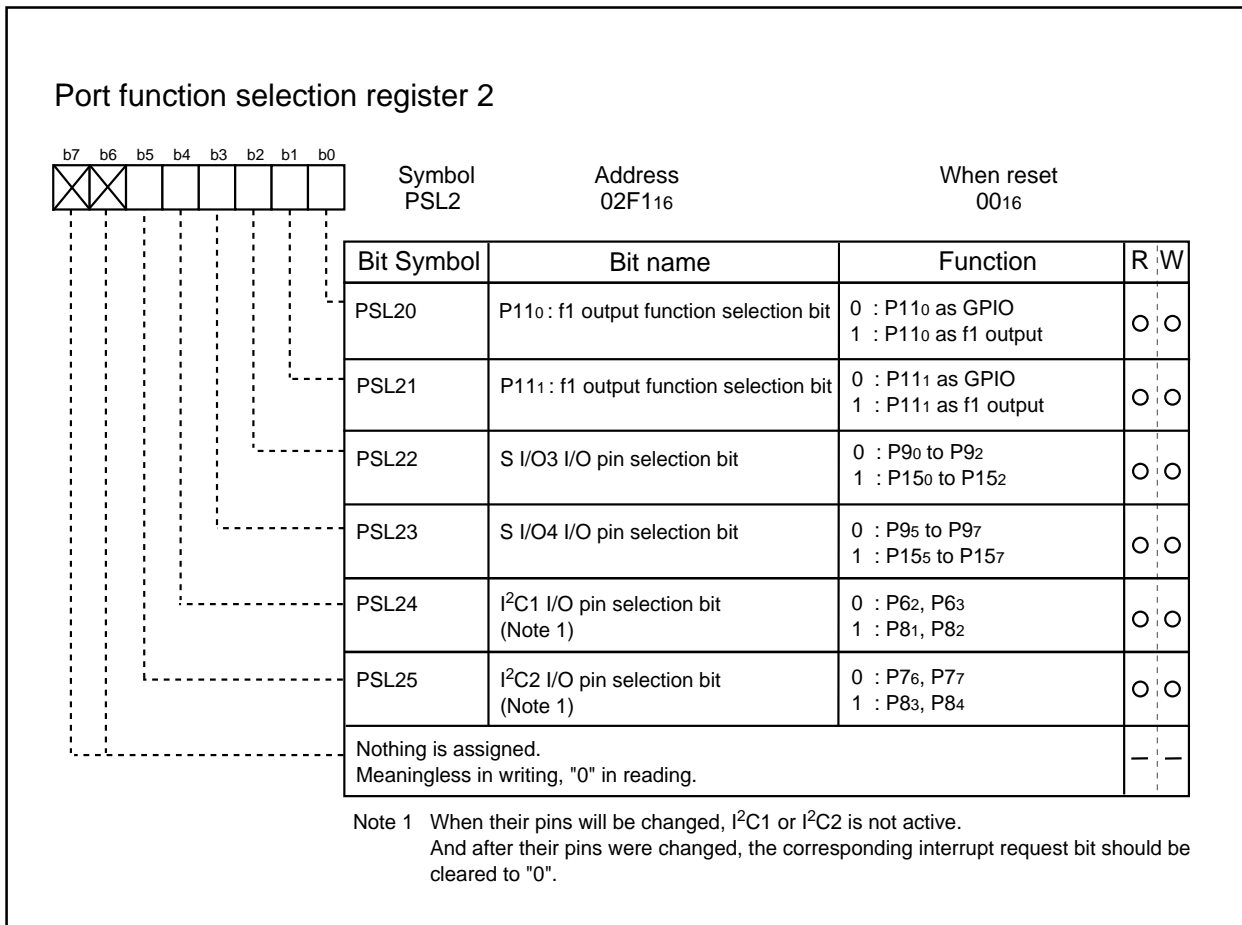 Port function selection register 2
b7 b6 b5 b4 b3 b2 b1 b0
Symbol Address When reset
PSL2 02F116 0016
Bit Symbol Bit name Function R W
PSL20 P110 : f1 output function selection bit 0 : P110 as GPIO
1 : P110 as f1 output
PSL21 P111 : f1 output function selection bit 0 : P111 as GPIO
1 : P111 as f1 output
PSL22 S I/O3 I/O pin selection bit 0 : P90 to P92
1 : P150 to P152
PSL23 S I/O4 I/O pin selection bit 0 : P95 to P97
1 : P155 to P157
PSL24 I2C1 I/O pin selection bit 0 : P62, P63
(Note 1) 1 : P81, P82
PSL25 I2C2 I/O pin selection bit 0 : P76, P77
(Note 1) 1 : P83, P84
Nothing is assigned.
Meaningless in writing, "0" in reading. – –
Note 1 When their pins will be changed, I2C1 or I2C2 is not active.
And after their pins were changed, the corresponding interrupt request bit should be
cleared to "0".